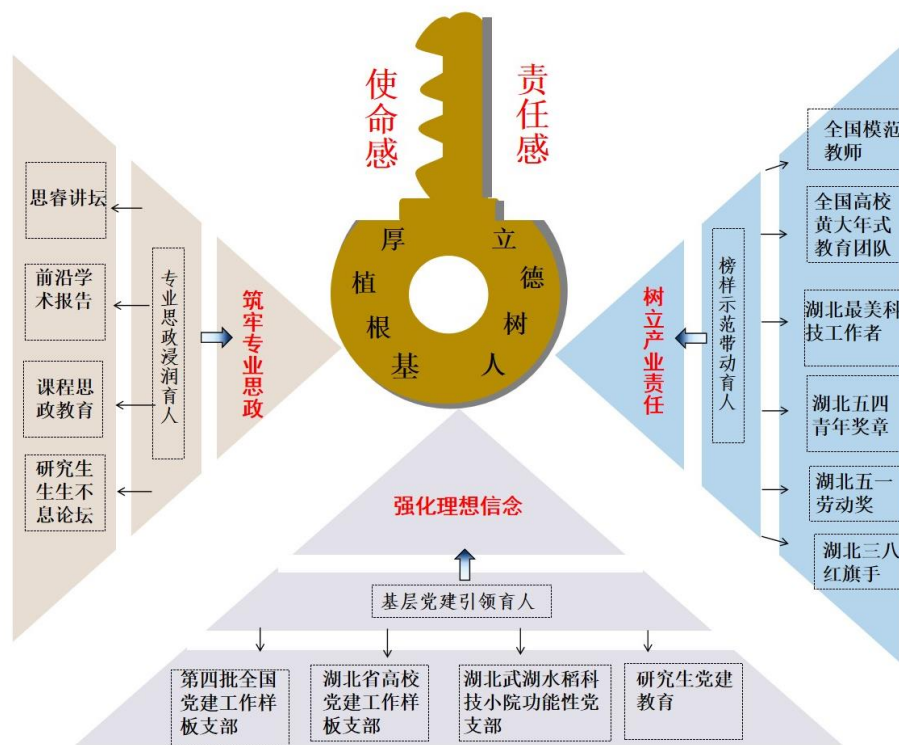 使命感
责任感
厚植根基
立德树人
思睿讲坛
前沿学
术报告
课程思
政教育
研究生
生生不
息论坛
专业思政浸润育人
筑牢专业思政
树立产业责任
榜样示范带动育人
全国模范
教师
全国高校
黄大年式
教育团队
湖北最美科
技工作者
湖北五四
青年奖章
湖北五一
劳动奖
湖北三八
红旗手
强化理想信念
基层党建引领育人
第四批全国
党建工作样
板支部
湖北省高校
党建工作样
板支部
湖北武湖水稻科
技小院功能性党
支部
研究生党建
教育